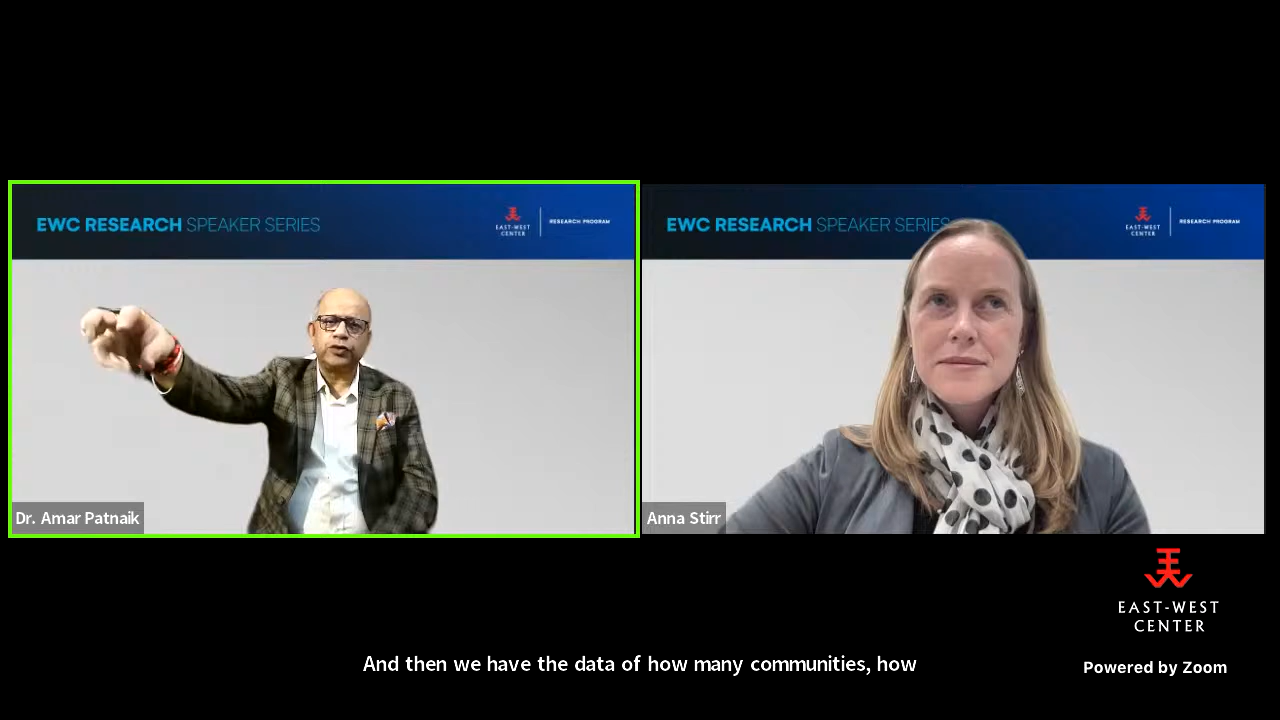 EWC RESEARCH SPEAKER SERIES
EAST-WEST
CENTER
RESEARCH PROGRAM
Dr. Amar Patnaik
EWC RESEARCH SPEAKER SERIES
EAST-WEST
CENTER
RESEARCH PROGRAM
Anna Stirr
EAST-WEST
CENTER
Powered by Zoom
And then we have the data of how many communities, how